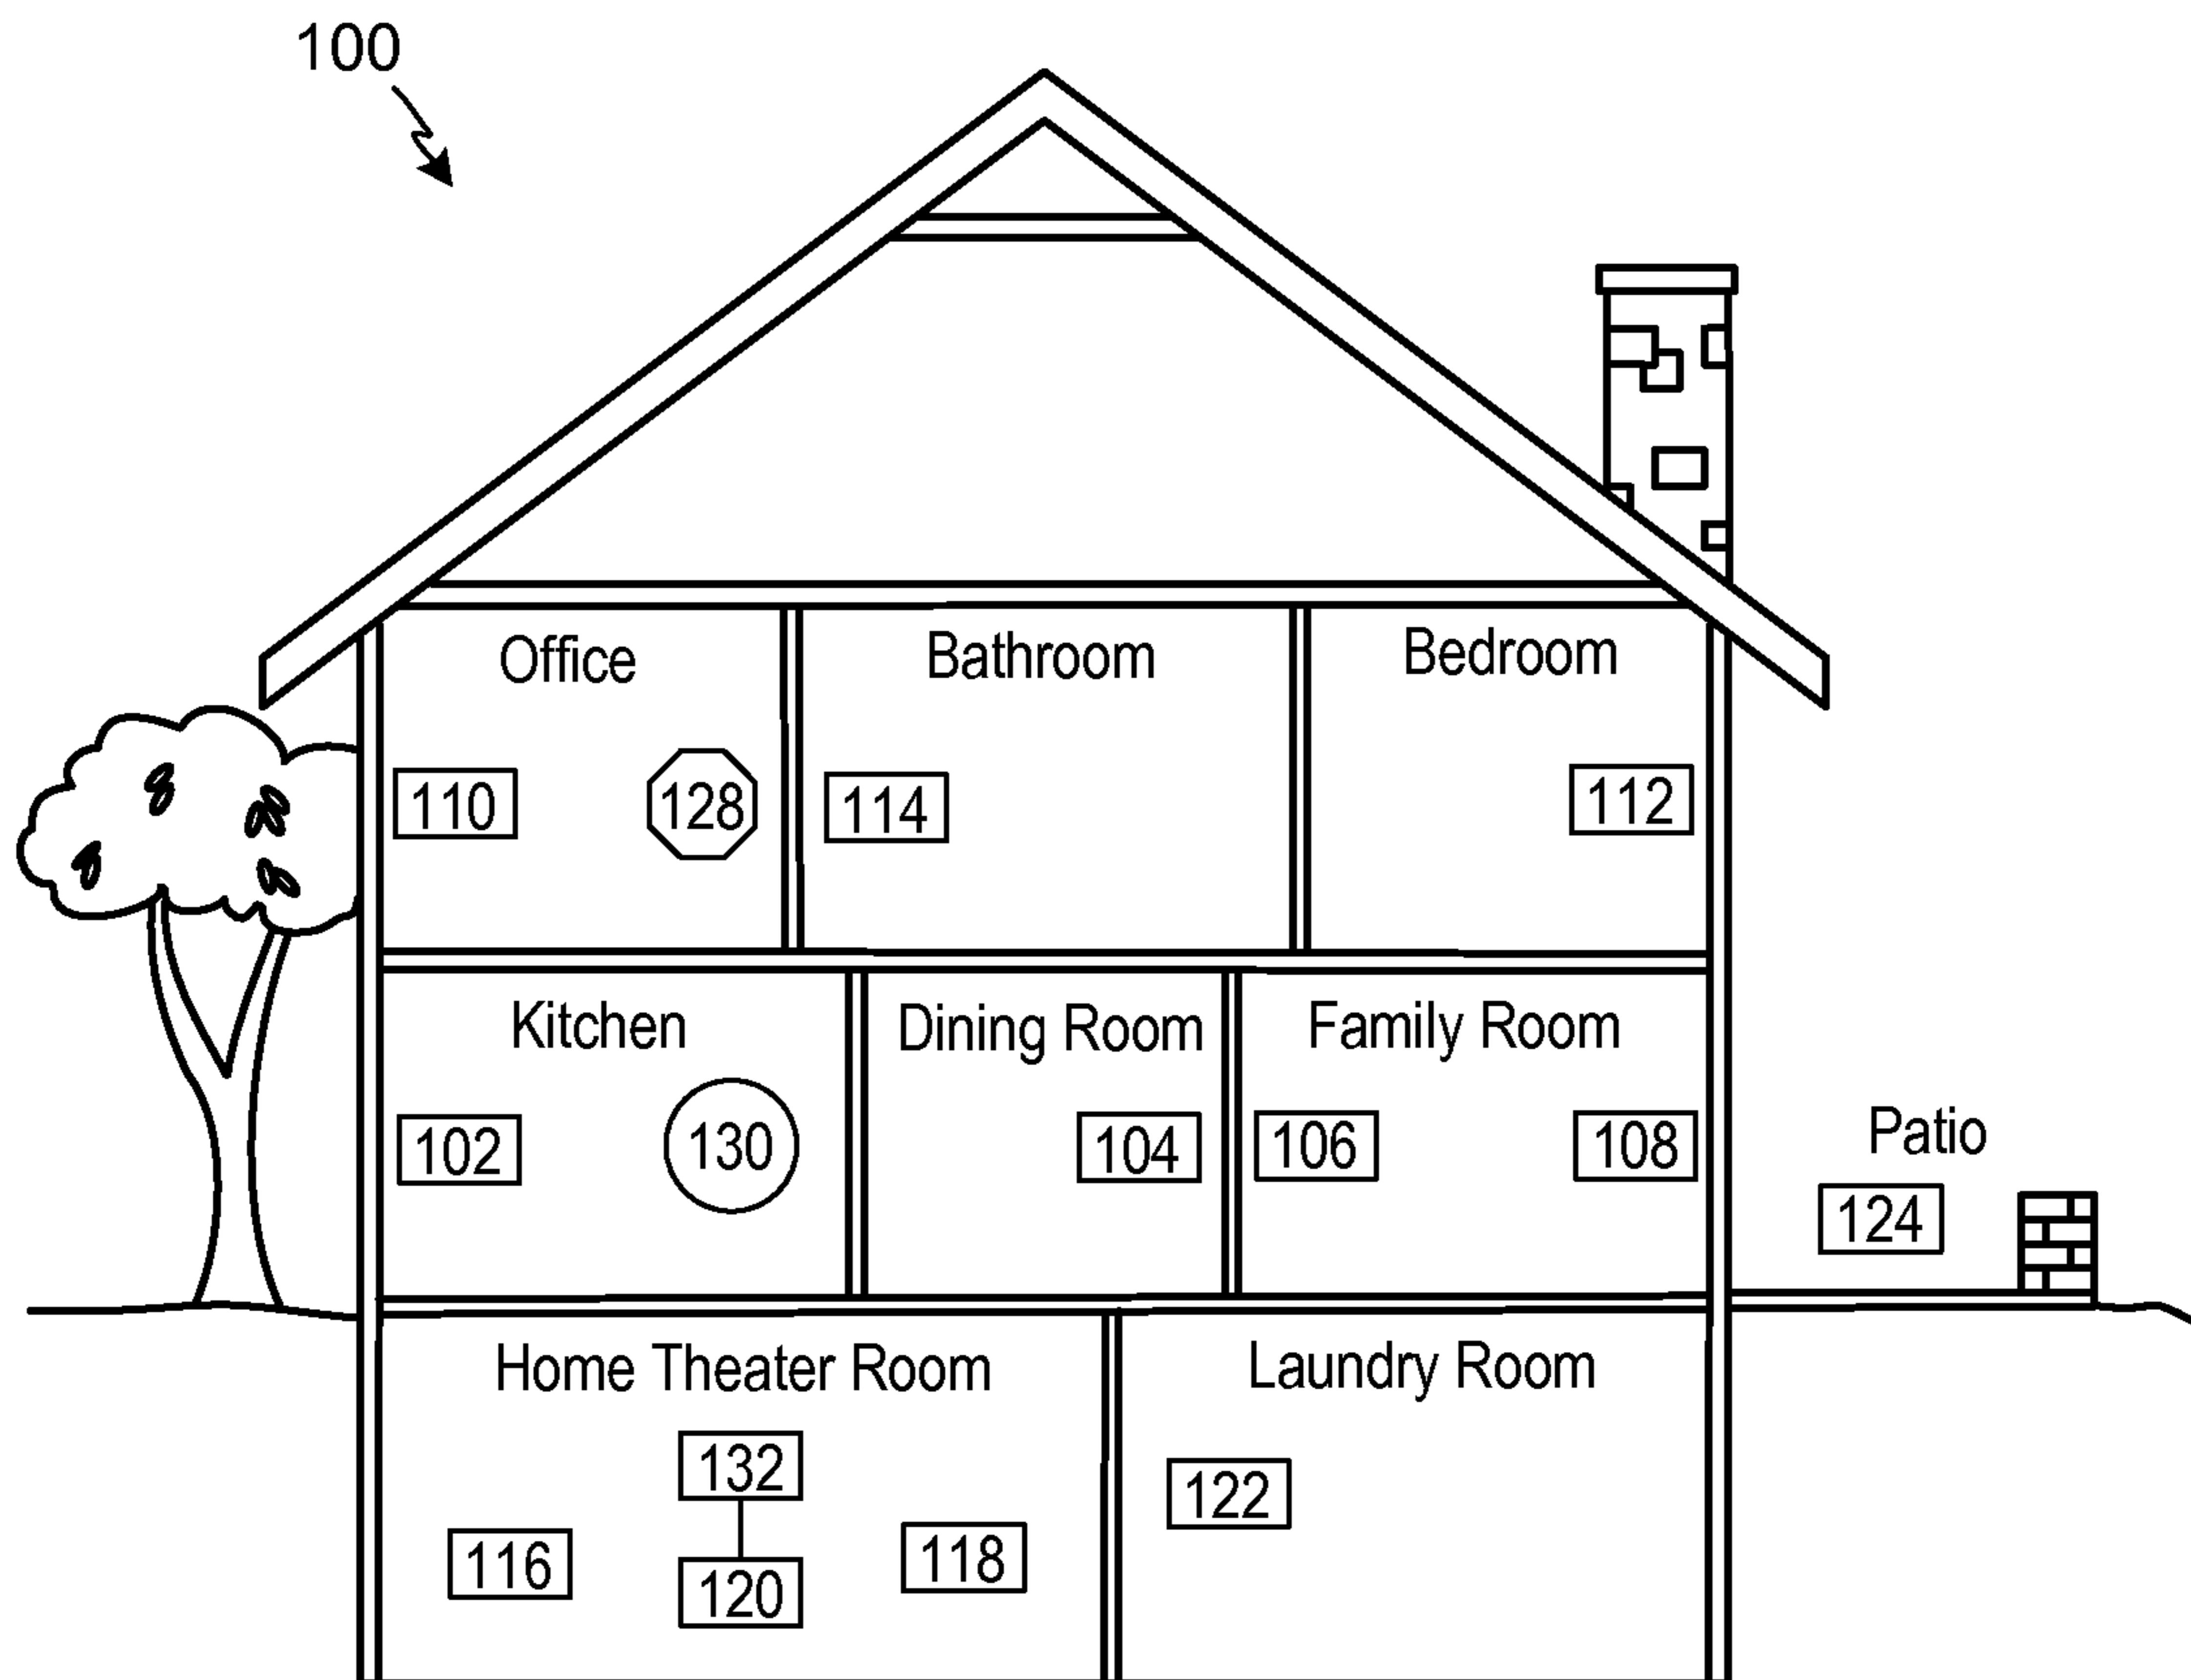 100
Office
Bathroom
Bedroom
110
128
114
112
Kitchen
Dining Room
Family Room
102
130
104
106
108
Patio
124
Home Theater Room
Laundry Room
132
122
116
118
120